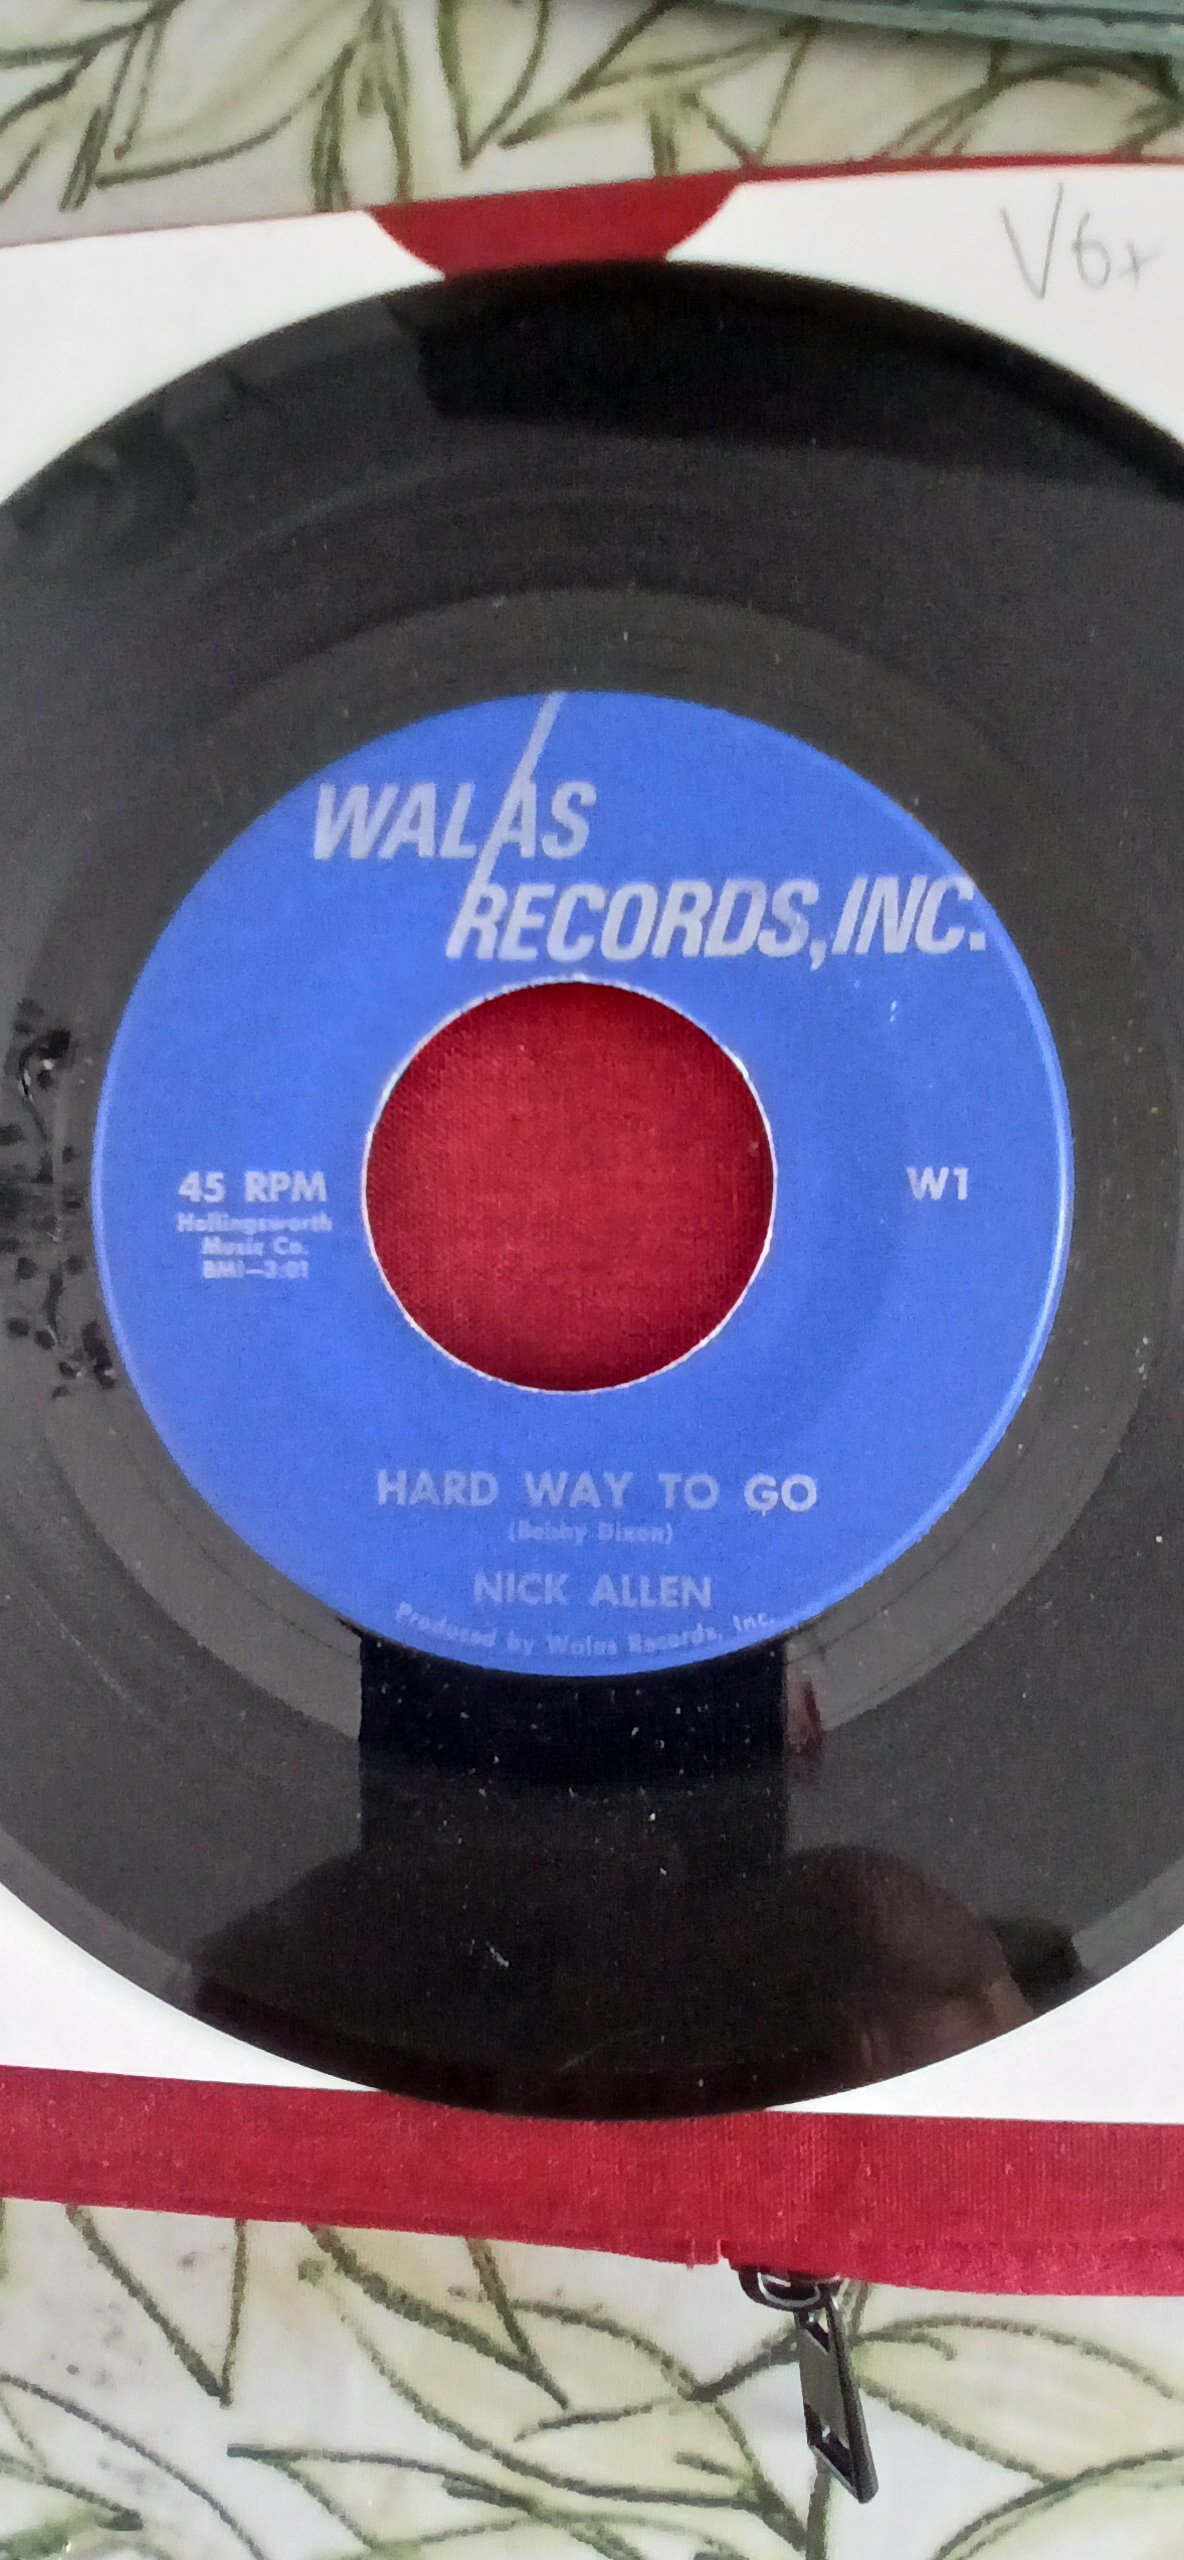 VG+
WALAS
RECORDS, INC.
45 RPM
W1
Hollingsworth
Music Co.
BMI—3:01
HARD WAY TO GO
(Bobby Dixon)
NICK ALLEN
Produced by Walas Records, Inc.